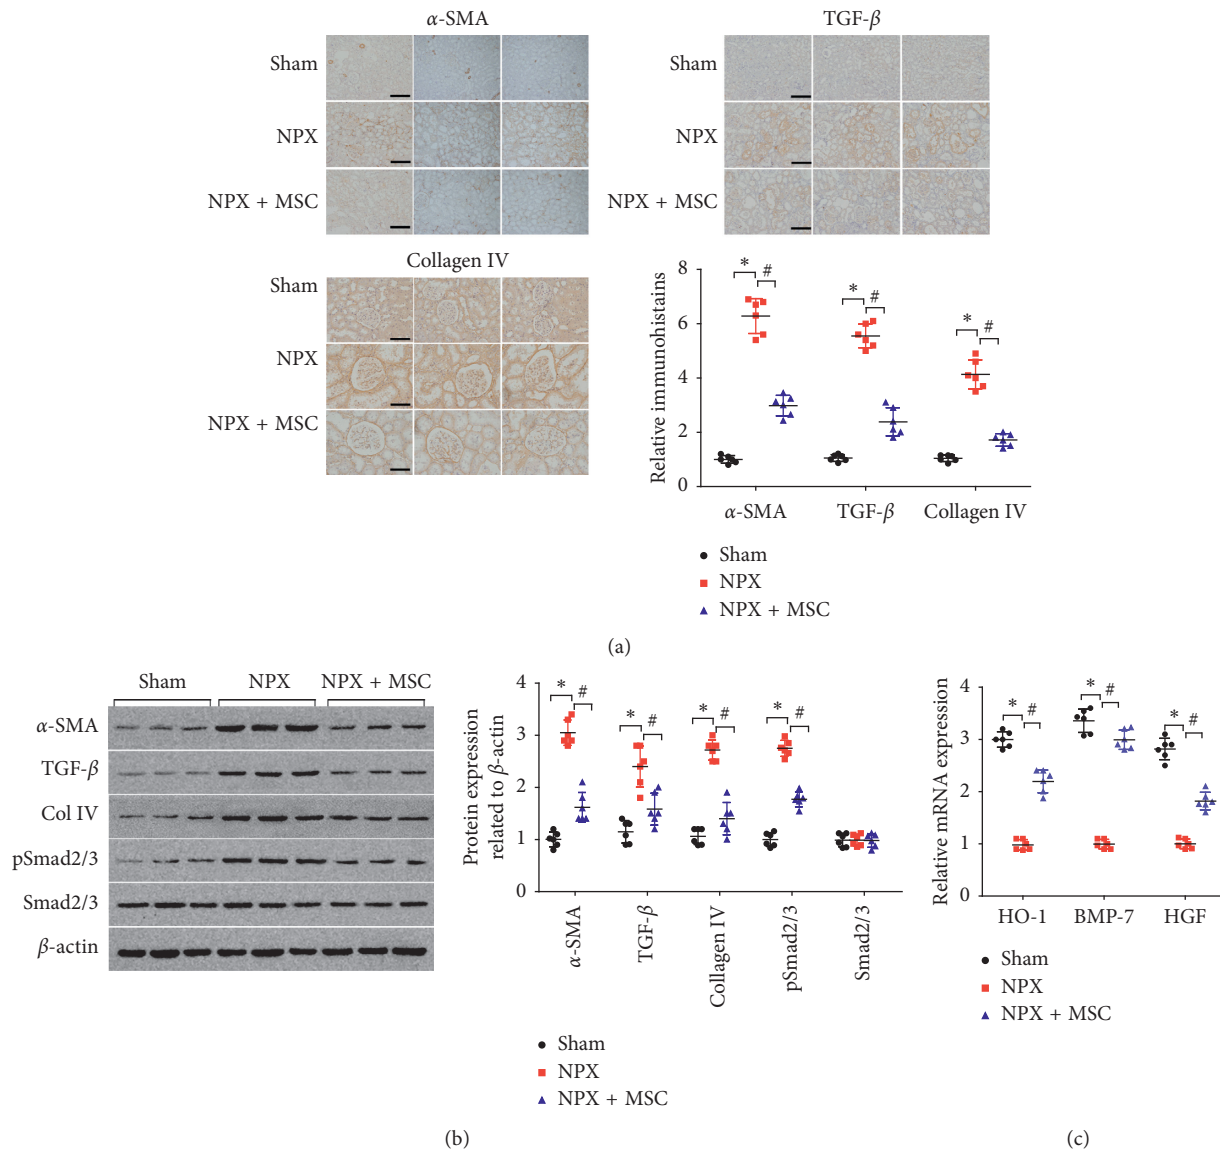 α-SMA
Sham
NPX
NPX + MSC
TGF-β
Sham
NPX
NPX + MSC
Collagen IV
Sham
NPX
NPX + MSC
Relative immunohistains
8
6
4
2
0
* # * # * #
α-SMA TGF-β Collagen IV
Sham
NPX
NPX + MSC
(a)
Sham NPX NPX + MSC
α-SMA
TGF-β
Col IV
pSmad2/3
Smad2/3
β-actin
Protein expression
related to β-actin
4
3
2
1
0
* # * # * # * #
α-SMA
TGF-β
Collagen IV
pSmad2/3
Smad2/3
Sham
NPX
NPX + MSC
(b)
Relative mRNA expression
4
3
2
1
0
* # * # * #
HO-1 BMP-7 HGF
Sham
NPX
NPX + MSC
(c)